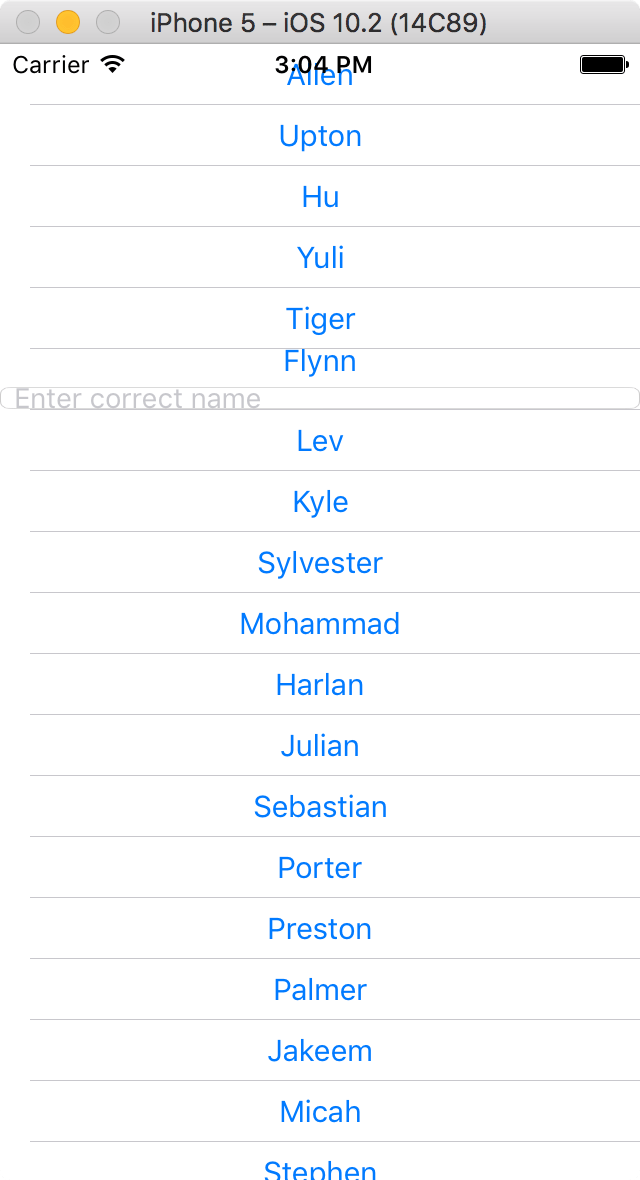 iPhone 5 – iOS 10.2 (14C89)
Carrier 3:04 PM
Allen
Upton
Hu
Yuli
Tiger
Flynn
Enter correct name
Lev
Kyle
Sylvester
Mohammad
Harlan
Julian
Sebastian
Porter
Preston
Palmer
Jakeem
Micah
Stephen